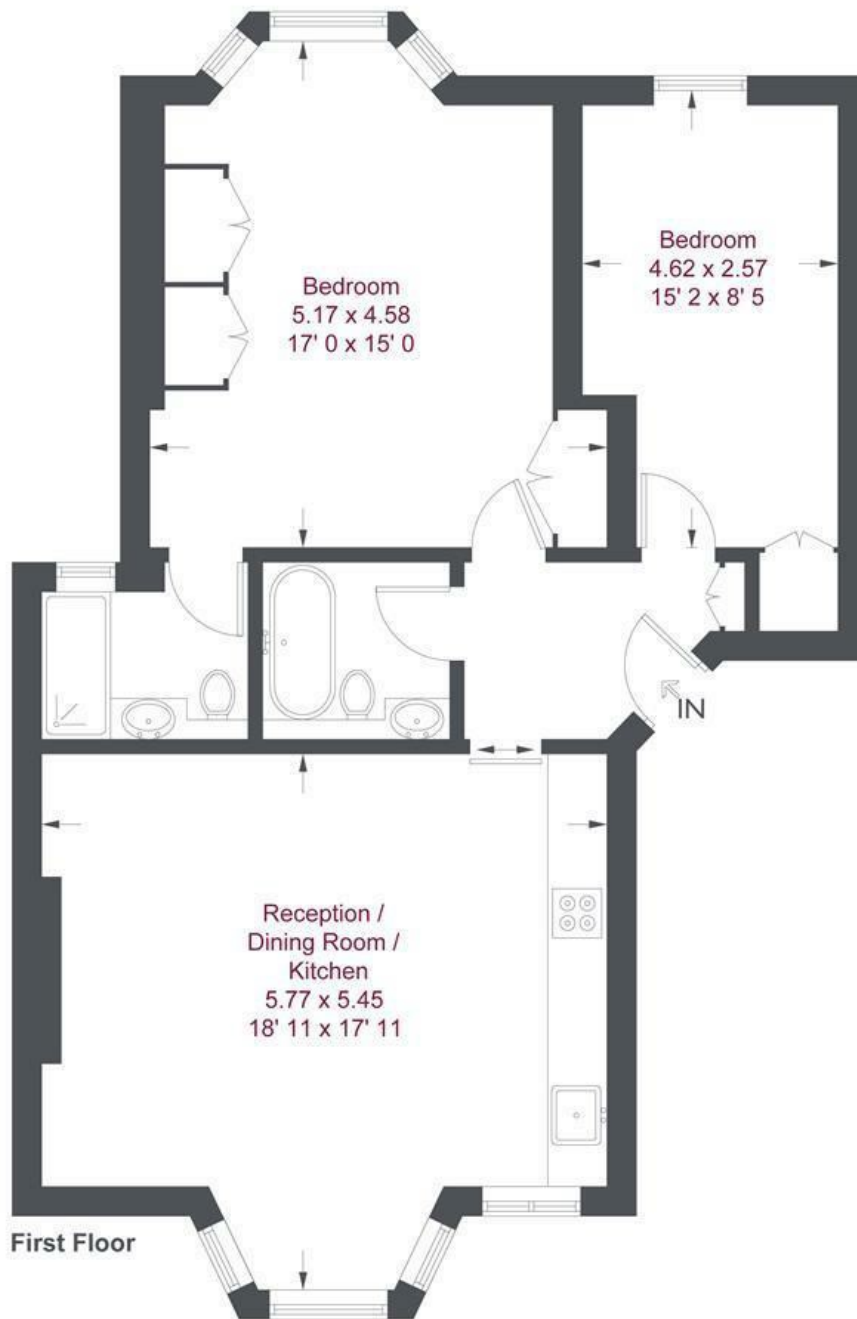 Bedroom
5.17 x 4.58
17' 0 x 15' 0
Bedroom
4.62 x 2.57
15' 2 x 8' 5
IN
Reception /
Dining Room /
Kitchen
5.77 x 5.45
18' 11 x 17' 11
First Floor